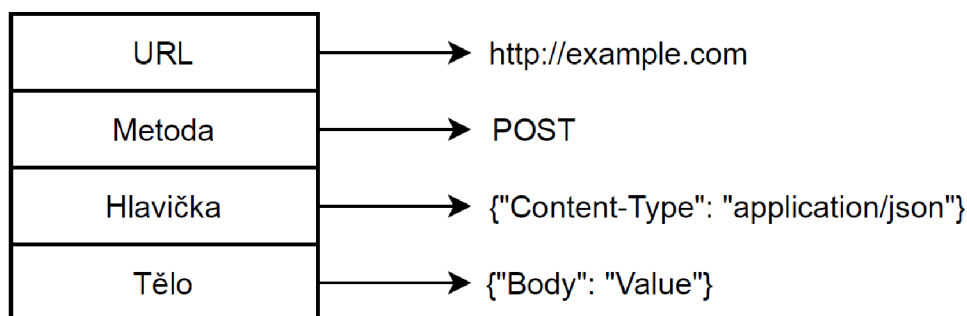 URL http://example.com
Metoda POST
Hlavička {"Content-Type": "application/json"}
Tělo {"Body": "Value"}